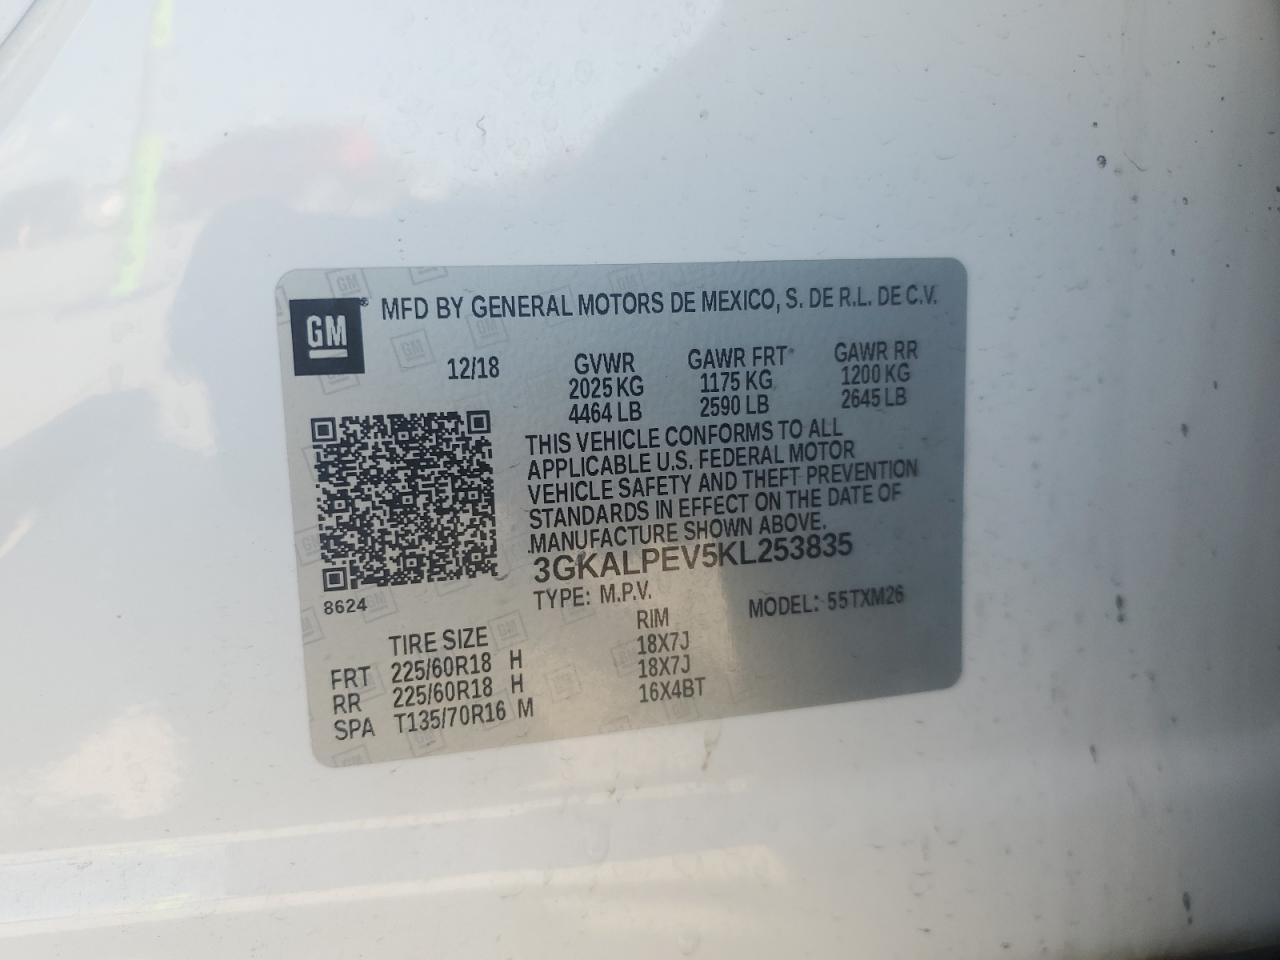 GM® MFD BY GENERAL MOTORS DE MEXICO, S. DE R.L. DE C.V.
12/18 GVWR GAWR FRT GAWR RR
2025 KG 1175 KG 1200 KG
4464 LB 2590 LB 2645 LB
THIS VEHICLE CONFORMS TO ALL
APPLICABLE U.S. FEDERAL MOTOR
VEHICLE SAFETY AND THEFT PREVENTION
STANDARDS IN EFFECT ON THE DATE OF
MANUFACTURE SHOWN ABOVE.
3GKALPEV5KL253835
8624 TYPE: M.P.V. MODEL: 55TXM26
TIRE SIZE RIM
FRT 225/60R18 H 18X7J
RR 225/60R18 H 18X7J
SPA T135/70R16 M 16X4BT